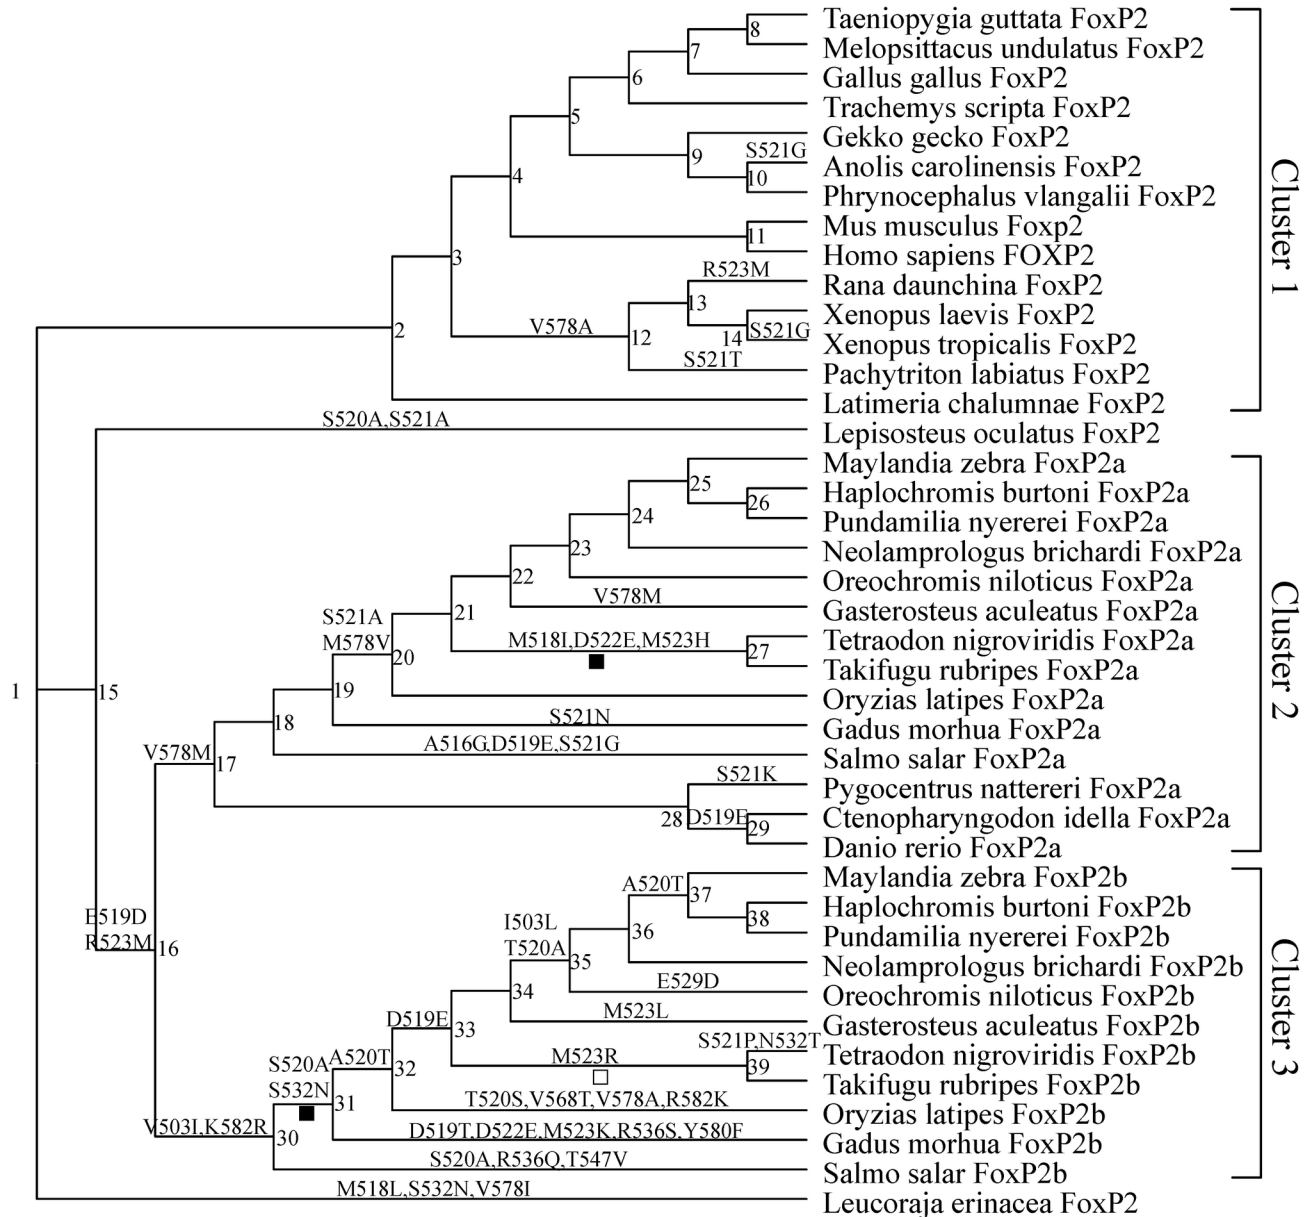 8
Taeniopygia guttata FoxP2
7
Melopsittacus undulatus FoxP2
6
Gallus gallus FoxP2
Trachemys scripta FoxP2
5
Gekko gecko FoxP2
9
S521G
Anolis carolinensis FoxP2
4
10
Phrynocephalus vlangalii FoxP2
Mus musculus Foxp2
11
Homo sapiens FOXP2
3
R523M
Rana daunchina FoxP2
13
Xenopus laevis FoxP2
2
V578A
12
14
S521G
Xenopus tropicalis FoxP2
S521T
Pachytriton labiatus FoxP2
Latimeria chalumnae FoxP2
Cluster 1
S520A,S521A
Lepisosteus oculatus FoxP2
Maylandia zebra FoxP2a
25
Haplochromis burtoni FoxP2a
26
24
Pundamilia nyererei FoxP2a
23
Neolamprologus brichardi FoxP2a
22
Oreochromis niloticus FoxP2a
V578M
21
Gasterosteus aculeatus FoxP2a
S521A
M578V
20
M518I,D522E,M523H
27
Tetraodon nigroviridis FoxP2a
Takifugu rubripes FoxP2a
1
15
19
Oryzias latipes FoxP2a
18
S521N
Gadus morhua FoxP2a
V578M
17
A516G,D519E,S521G
Salmo salar FoxP2a
S521K
Pygocentrus nattereri FoxP2a
28
D519E
29
Ctenopharyngodon idella FoxP2a
Danio rerio FoxP2a
Cluster 2
Maylandia zebra FoxP2b
A520T
37
Haplochromis burtoni FoxP2b
38
E519D
R523M
16
I503L
T520A
36
Pundamilia nyererei FoxP2b
35
Neolamprologus brichardi FoxP2b
E529D
34
Oreochromis niloticus FoxP2b
M523L
D519E
33
Gasterosteus aculeatus FoxP2b
S521P,N532T
M523R
39
Tetraodon nigroviridis FoxP2b
S520A
A520T
32
Takifugu rubripes FoxP2b
S532N
31
T520S,V568T,V578A,R582K
Oryzias latipes FoxP2b
V503I,K582R
30
D519T,D522E,M523K,R536S,Y580F
Gadus morhua FoxP2b
S520A,R536Q,T547V
Salmo salar FoxP2b
Cluster 3
M518L,S532N,V578I
Leucoraja erinacea FoxP2